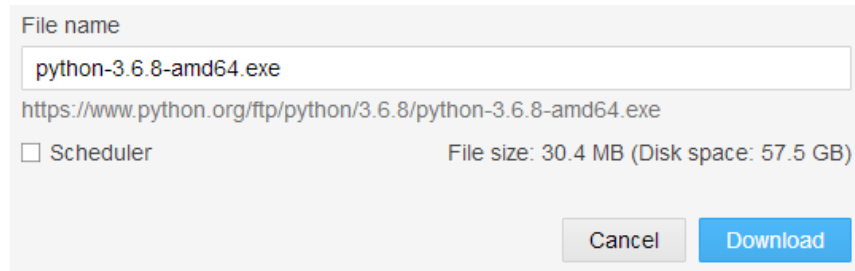 File name
python-3.6.8-amd64.exe
https://www.python.org/ftp/python/3.6.8/python-3.6.8-amd64.exe
Scheduler File size: 30.4 MB (Disk space: 57.5 GB)
Cancel Download